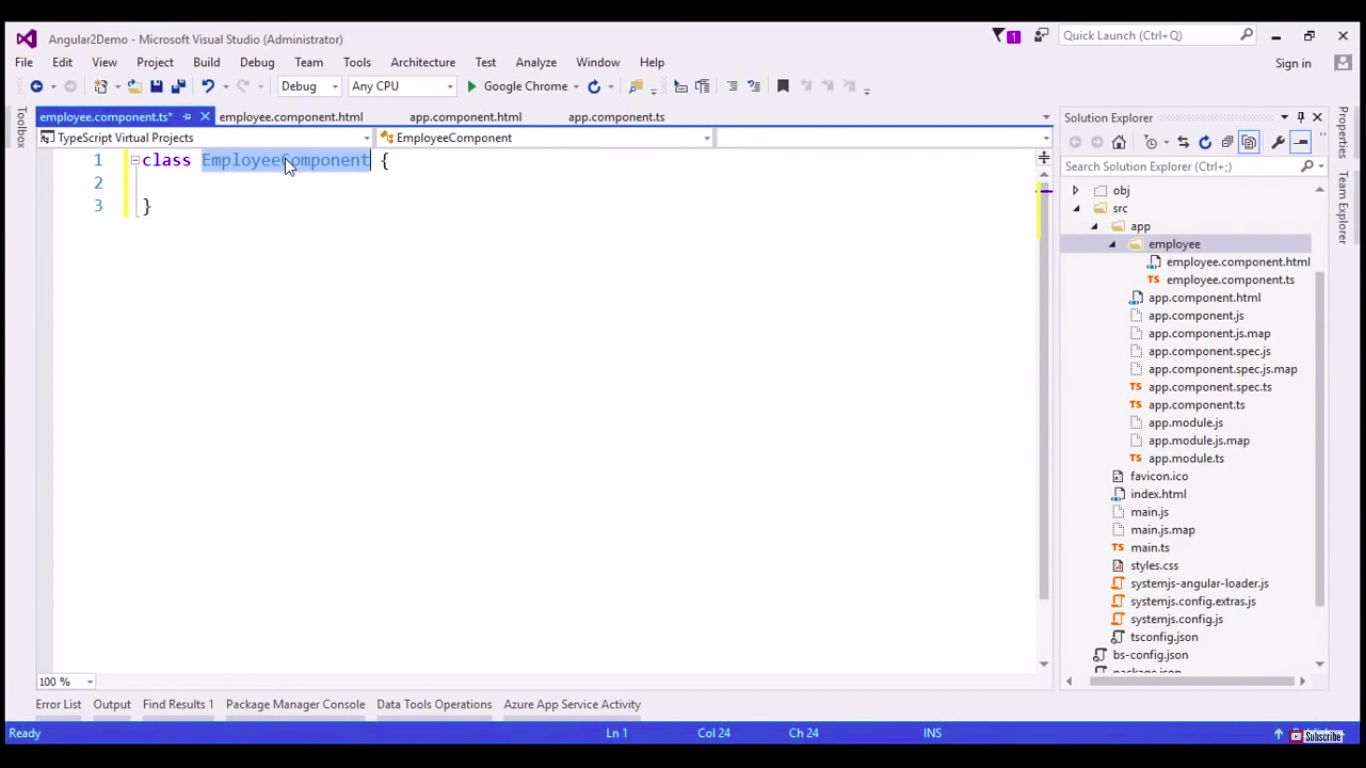 Angular2Demo - Microsoft Visual Studio (Administrator)
1
Quick Launch (Ctrl+Q)
File Edit View Project Build Debug Team Tools Architecture Test Analyze Window Help
Sign in
Debug Any CPU Google Chrome
Toolbox
employee.component.ts* employee.component.html app.component.html app.component.ts
TypeScript Virtual Projects EmployeeComponent
1 class EmployeeComponent {
2
3 }
100 %
Solution Explorer
Search Solution Explorer (Ctrl+;)
obj
src
app
employee
employee.component.html
employee.component.ts
app.component.html
app.component.js
app.component.js.map
app.component.spec.js
app.component.spec.js.map
app.component.spec.ts
app.component.ts
app.module.js
app.module.js.map
app.module.ts
favicon.ico
index.html
main.js
main.js.map
main.ts
styles.css
systemjs-angular-loader.js
systemjs.config.extras.js
systemjs.config.js
tsconfig.json
bs-config.json
package.json
Properties
Team Explorer
Error List Output Find Results 1 Package Manager Console Data Tools Operations Azure App Service Activity
Ready Ln 1 Col 24 Ch 24 INS
Subscribe